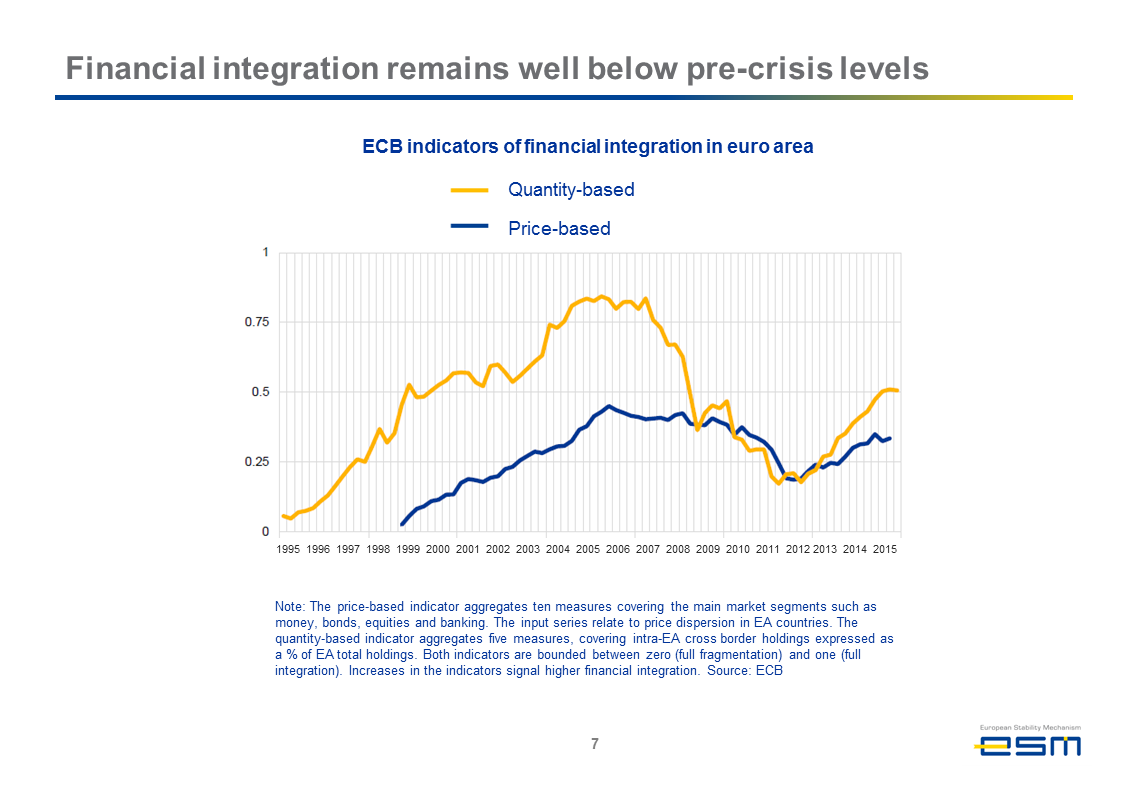 Financial integration remains well below pre-crisis levels
ECB indicators of financial integration in euro area
Quantity-based
Price-based
1
0.75
0.5
0.25
0
1995 1996 1997 1998 1999 2000 2001 2002 2003 2004 2005 2006 2007 2008 2009 2010 2011 2012 2013 2014 2015
Note: The price-based indicator aggregates ten measures covering the main market segments such as
money, bonds, equities and banking. The input series relate to price dispersion in EA countries. The
quantity-based indicator aggregates five measures, covering intra-EA cross border holdings expressed as
a % of EA total holdings. Both indicators are bounded between zero (full fragmentation) and one (full
integration). Increases in the indicators signal higher financial integration. Source: ECB
7
European Stability Mechanism
esm